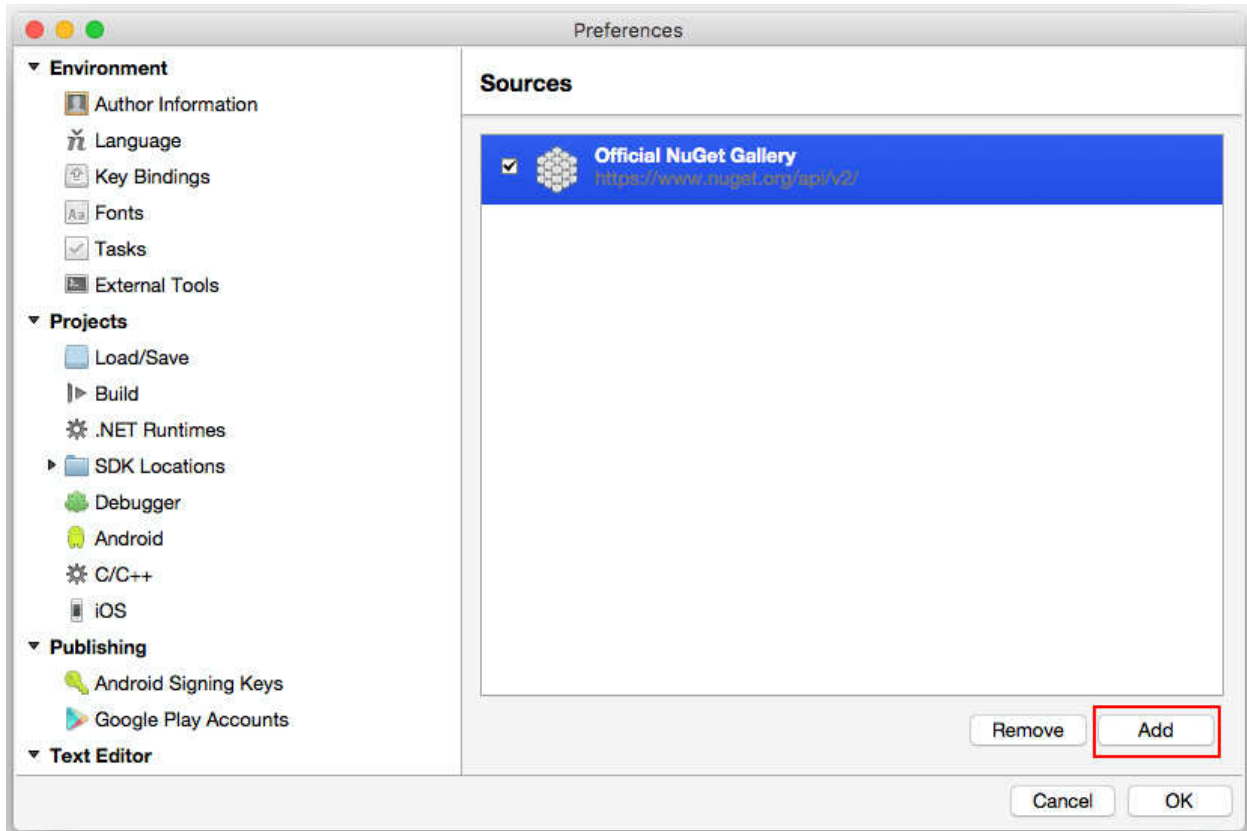 Preferences
Environment
Author Information
Language
Key Bindings
Fonts
Tasks
External Tools
Projects
Load/Save
Build
.NET Runtimes
SDK Locations
Debugger
Android
C/C++
iOS
Publishing
Android Signing Keys
Google Play Accounts
Text Editor
Sources
Official NuGet Gallery
https://www.nuget.org/api/v2/
Remove
Add
Cancel
OK